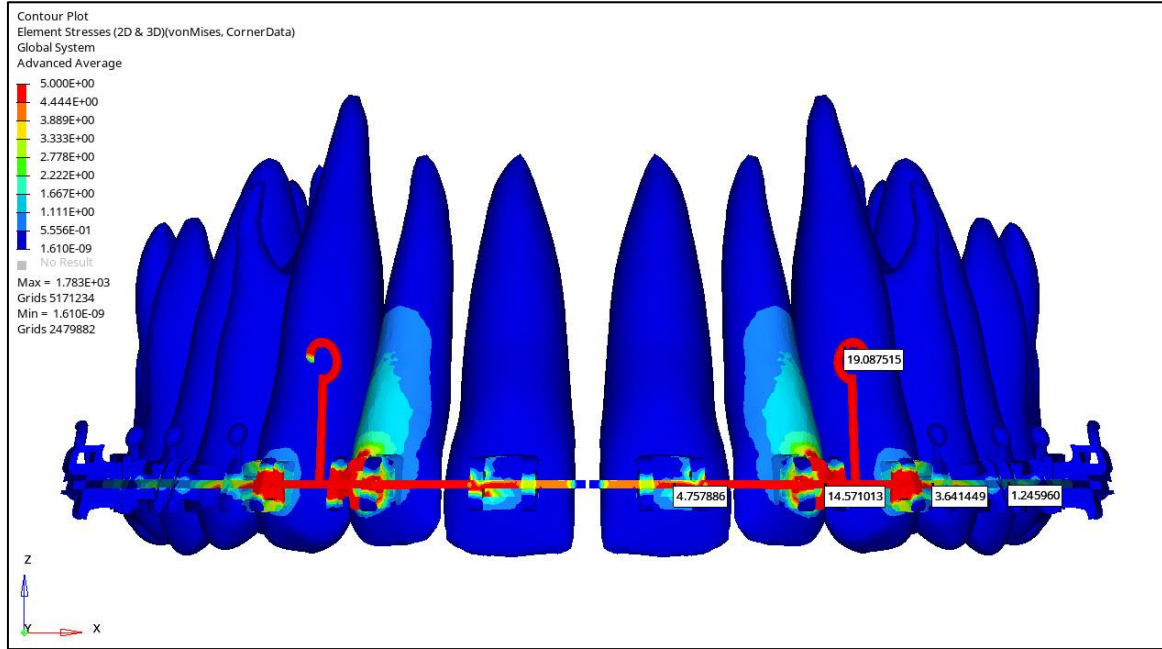 Contour Plot
Element Stresses (2D & 3D)(vonMises, CornerData)
Global System
Advanced Average
5.000E+00
4.444E+00
3.889E+00
3.333E+00
2.778E+00
2.222E+00
1.667E+00
1.111E+00
5.556E-01
1.610E-09
No Result
Max = 1.783E+03
Grids 5171234
Min = 1.610E-09
Grids 2479882
19.087515
4.757886
14.571013
3.641449
1.245960
Z
Y
X